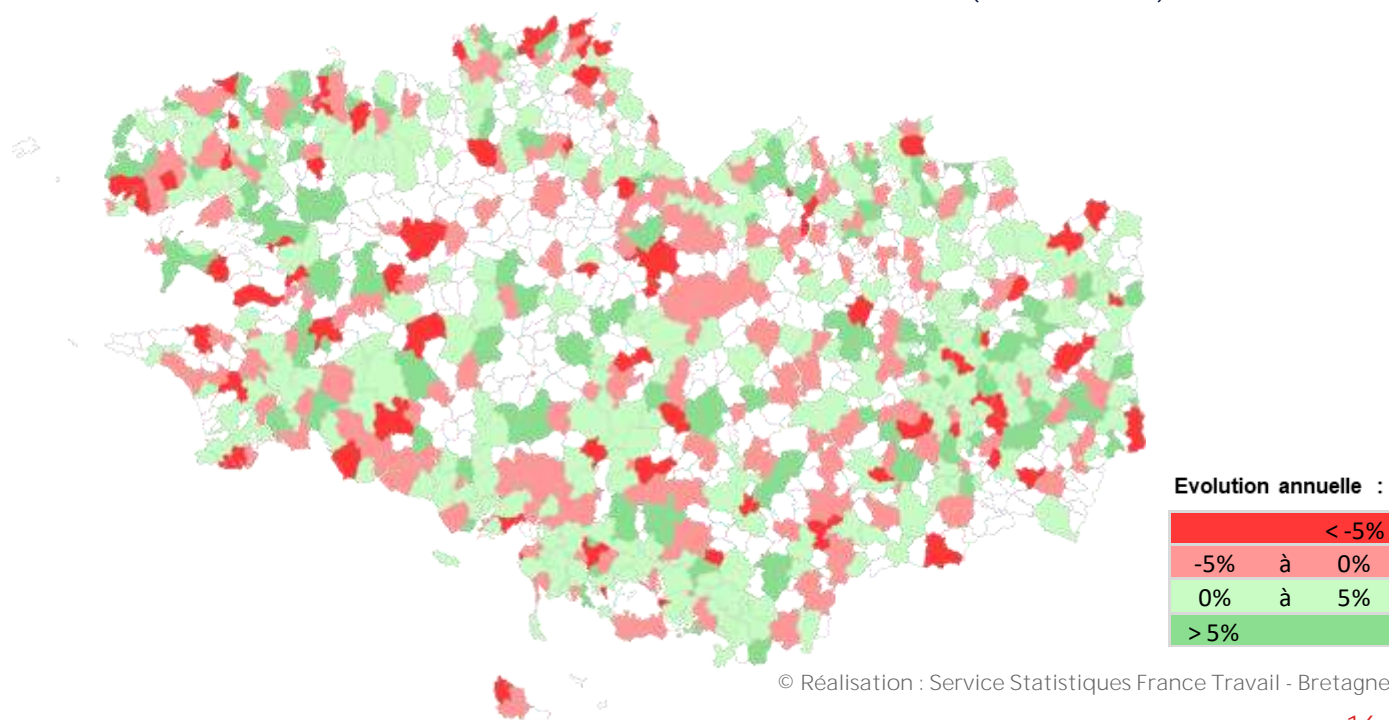 Evolution annuelle :
< -5%
-5% à 0%
0% à 5%
> 5%
© Réalisation : Service Statistiques France Travail - Bretagne